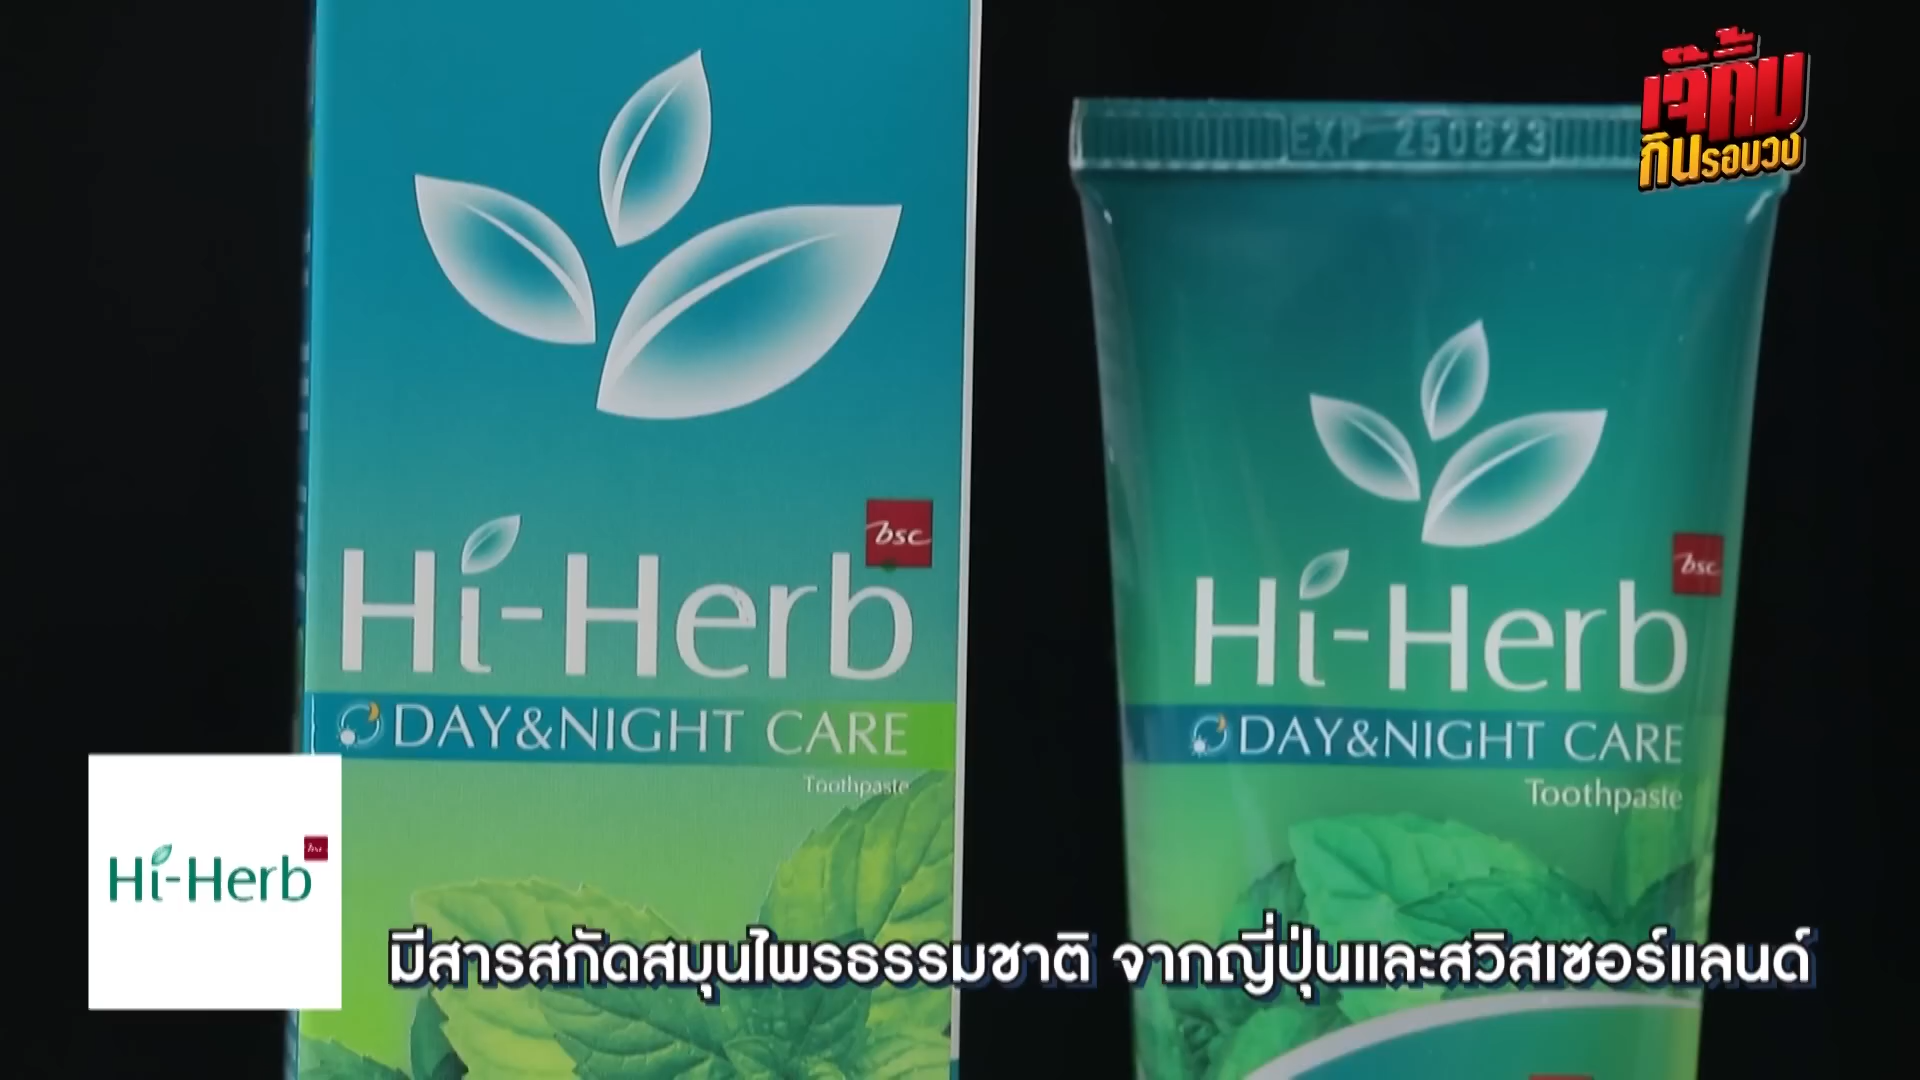 เจ๊คิ้ม
กินรอบวง
EXP 250823
bsc
Hi-Herb
DAY&NIGHT CARE
Toothpaste
bsc
Hi-Herb
DAY&NIGHT CARE
Toothpaste
bsc
Hi-Herb
มีสารสกัดสมุนไพรธรรมชาติ จากญี่ปุ่นและสวิสเซอร์แลนด์